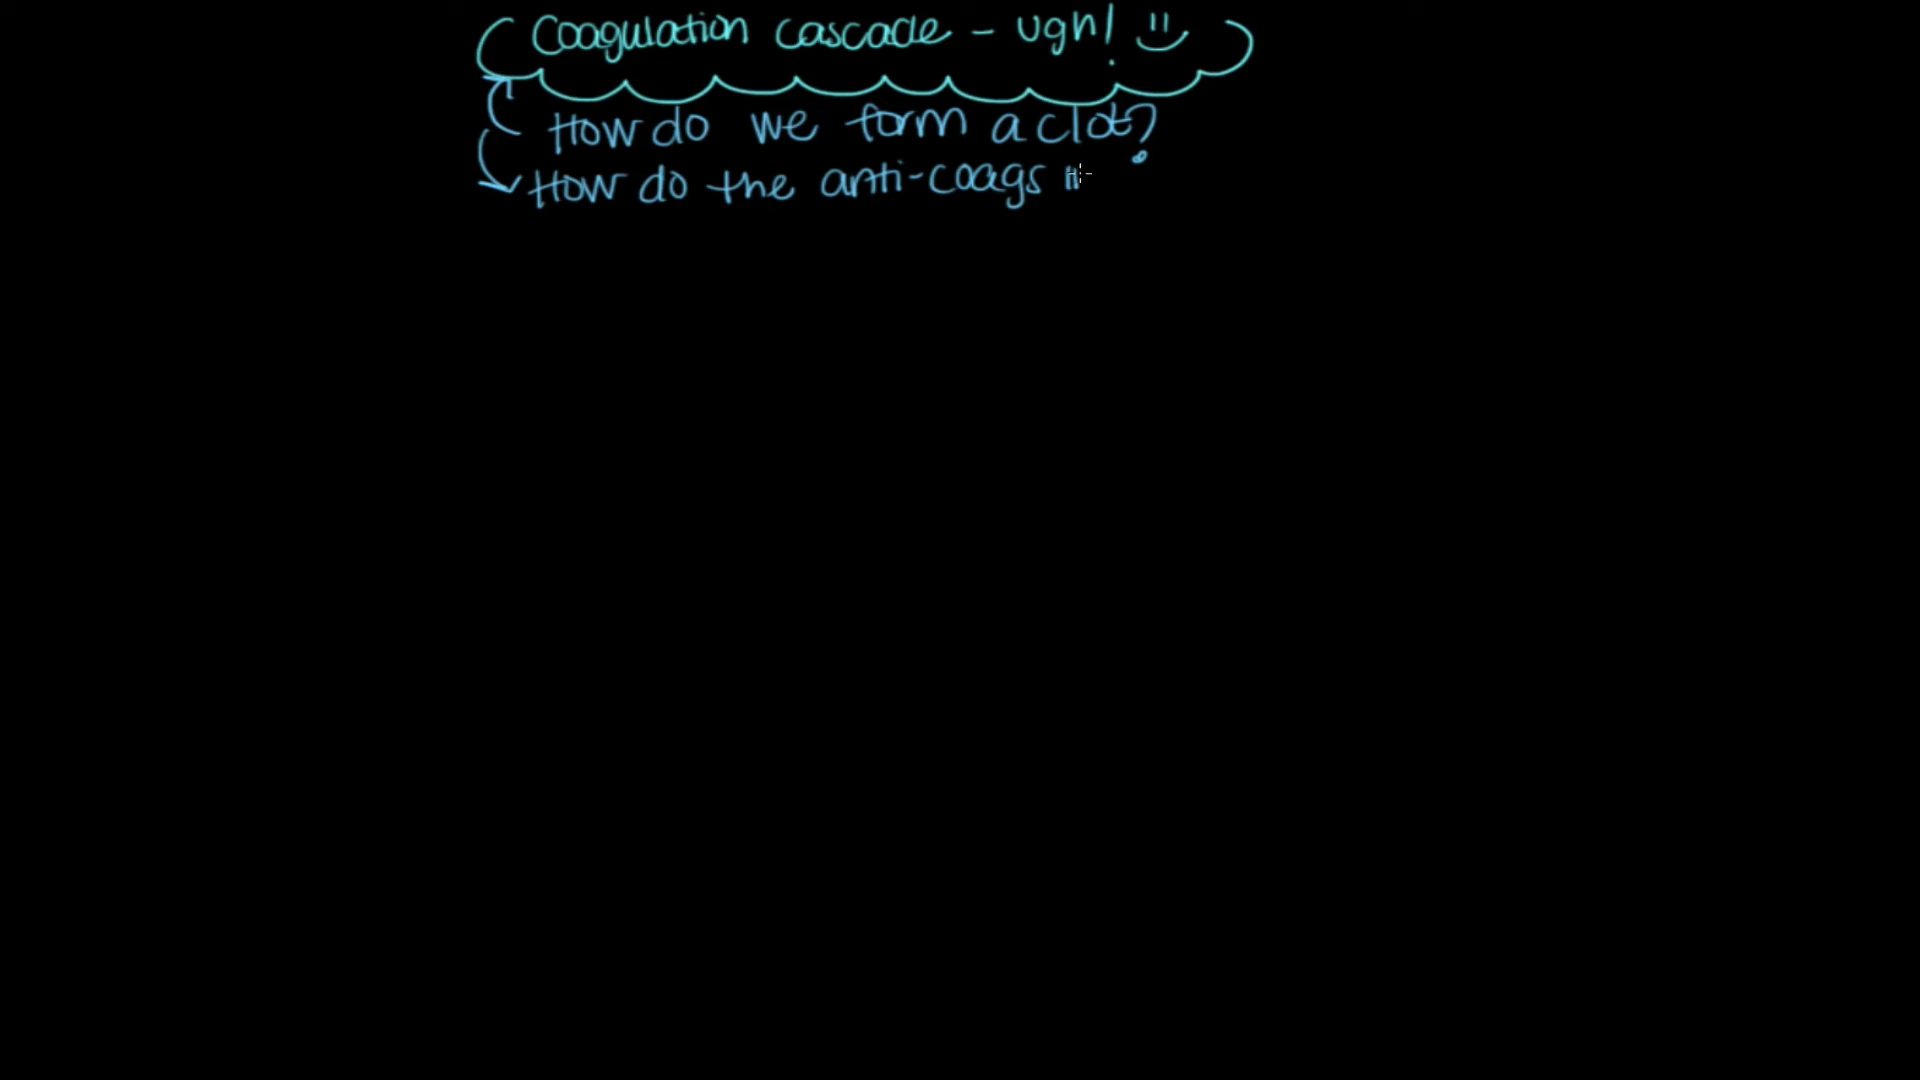 Coagulation cascade - ugh!
How do we form a clot?
How do the anti-coags